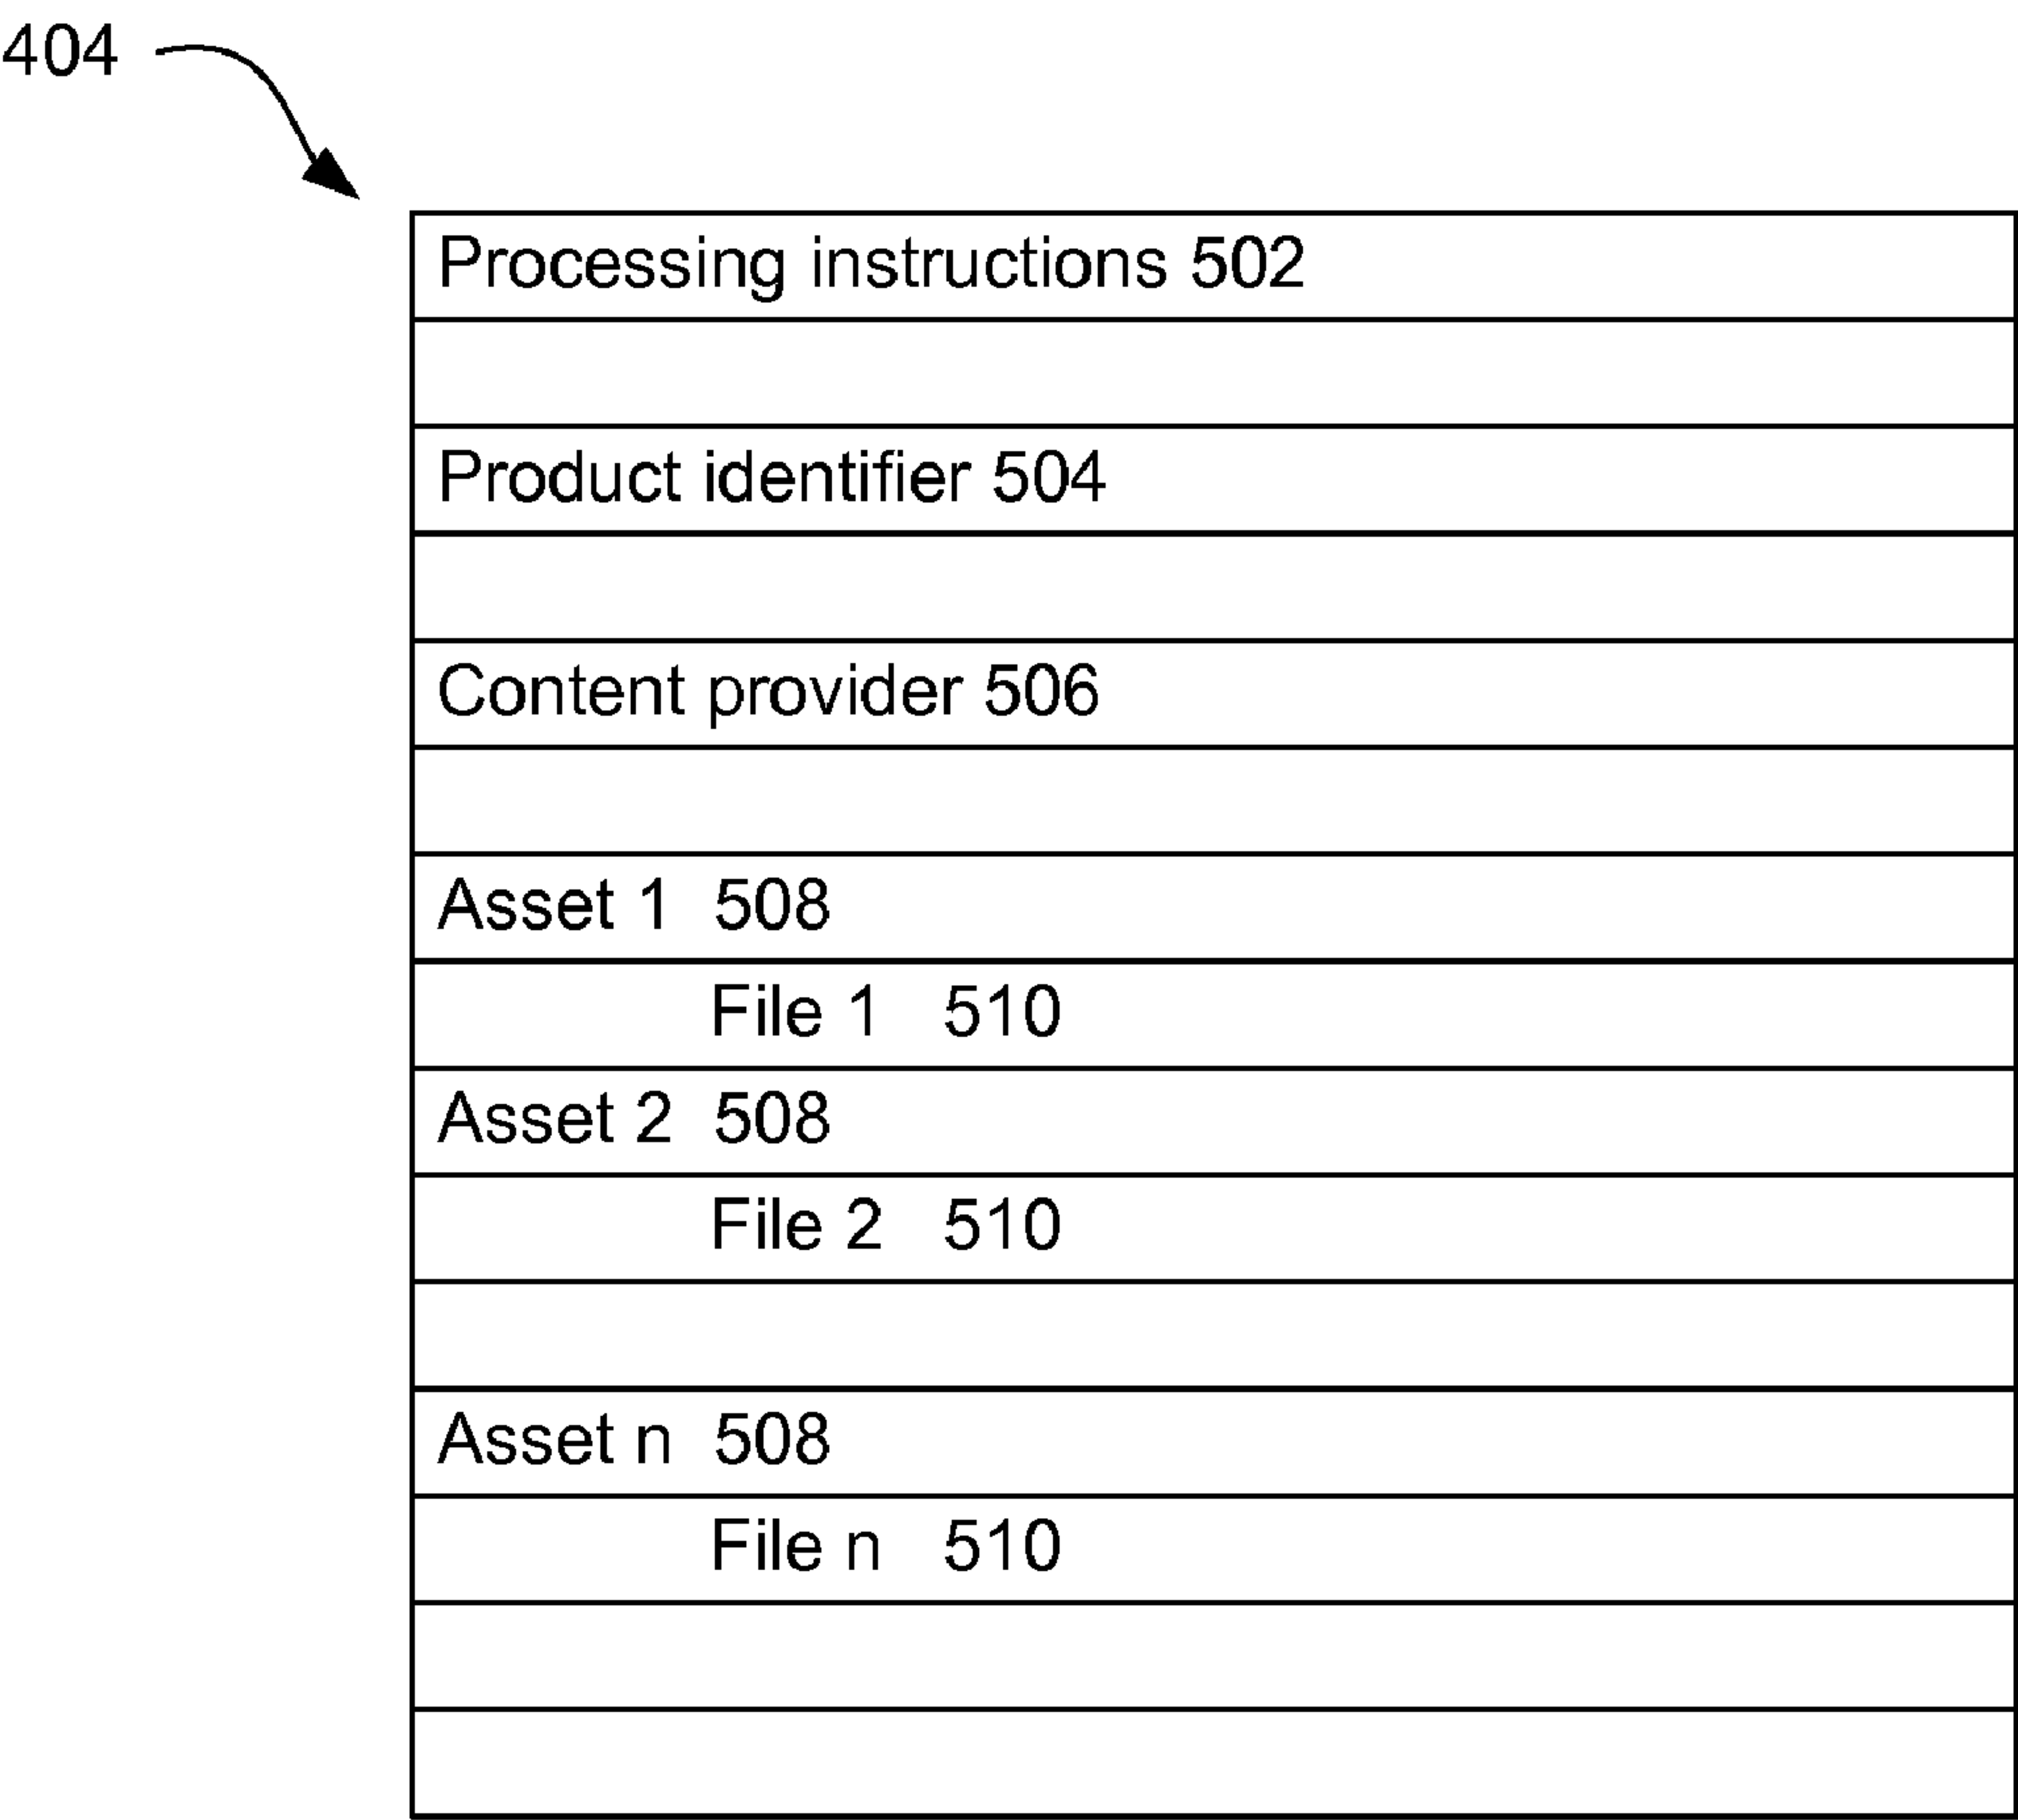 404
Processing instructions 502
Product identifier 504
Content provider 506
Asset 1 508
File 1 510
Asset 2 508
File 2 510
Asset n 508
File n 510